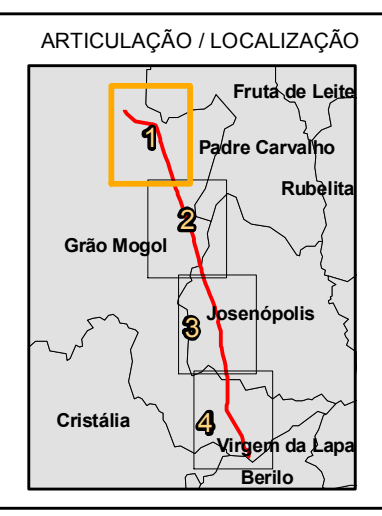 ARTICULAÇÃO / LOCALIZAÇÃO
Fruta de Leite
1
Padre Carvalho
Rubelita
2
Grão Mogol
Josenópolis
3
Cristália
4
Virgem da Lapa
Berilo